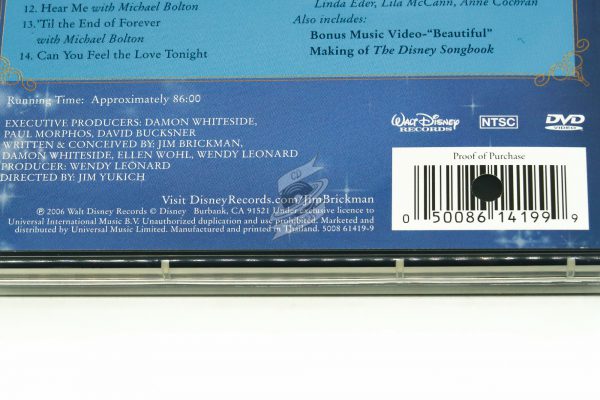 12. Hear Me with Michael Bolton
13. 'Til the End of Forever
with Michael Bolton
14. Can You Feel the Love Tonight
Linda Eder, Lila McCann, Anne Cochran
Also includes:
Bonus Music Video-"Beautiful"
Making of The Disney Songbook
Running Time: Approximately 86:00
EXECUTIVE PRODUCERS: DAMON WHITESIDE,
PAUL MORPHOS, DAVID BUCKSNER
WRITTEN & CONCEIVED BY: JIM BRICKMAN,
DAMON WHITESIDE, ELLEN WOHL, WENDY LEONARD
PRODUCER: WENDY LEONARD
DIRECTED BY: JIM YUKICH
WALT DISNEY
RECORDS
NTSC
DVD
VIDEO
CD
Visit DisneyRecords.com/JimBrickman
℗ 2006 Walt Disney Records © Disney Burbank, CA 91521 Under exclusive licence to
Universal International Music B.V. Unauthorized duplication and use prohibited. Marketed and
distributed by Universal Music Limited. Manufactured and printed in Thailand. 5008 61419-9
Proof of Purchase
0 50086 14199 9